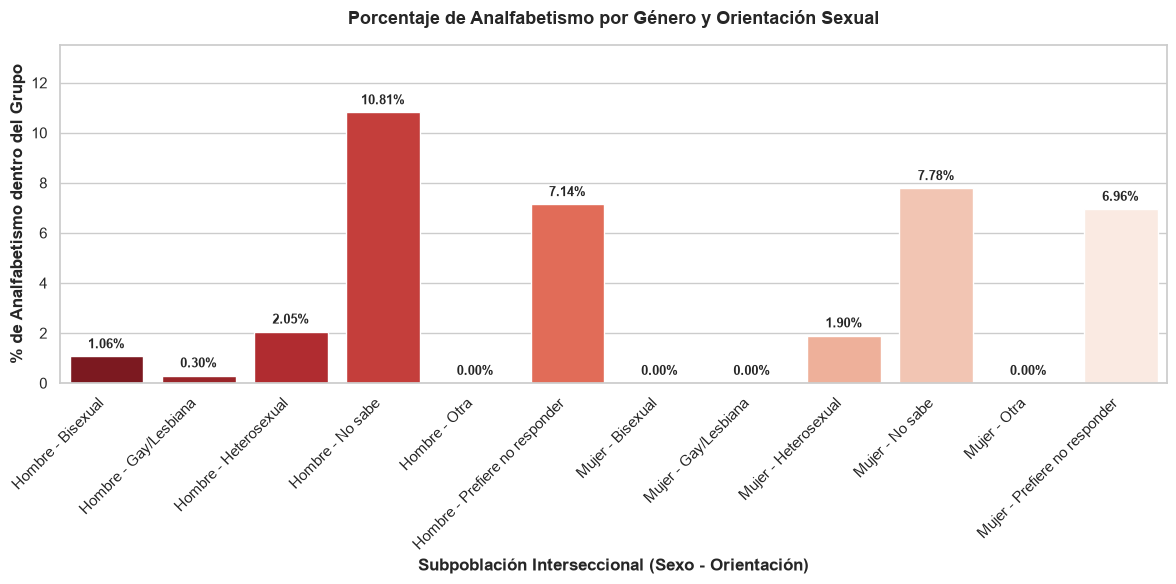 Porcentaje de Analfabetismo por Género y Orientación Sexual
% de Analfabetismo dentro del Grupo
12
10
8
6
4
2
0
1.06%
0.30%
2.05%
10.81%
0.00%
7.14%
0.00%
0.00%
1.90%
7.78%
0.00%
6.96%
Hombre - Bisexual
Hombre - Gay/Lesbiana
Hombre - Heterosexual
Hombre - No sabe
Hombre - Otra
Hombre - Prefiere no responder
Mujer - Bisexual
Mujer - Gay/Lesbiana
Mujer - Heterosexual
Mujer - No sabe
Mujer - Otra
Mujer - Prefiere no responder
Subpoblación Interseccional (Sexo - Orientación)